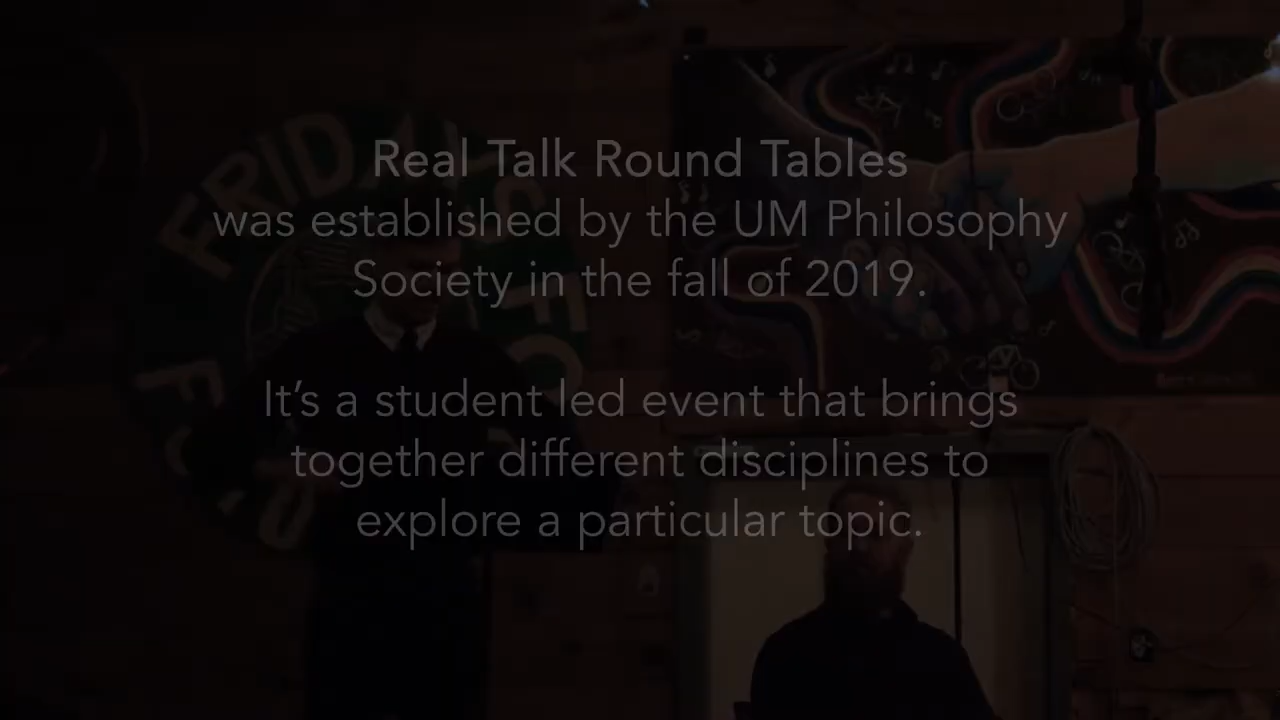 Real Talk Round Tables
was established by the UM Philosophy
Society in the fall of 2019.
It's a student led event that brings
together different disciplines to
explore a particular topic.
FRIDAY